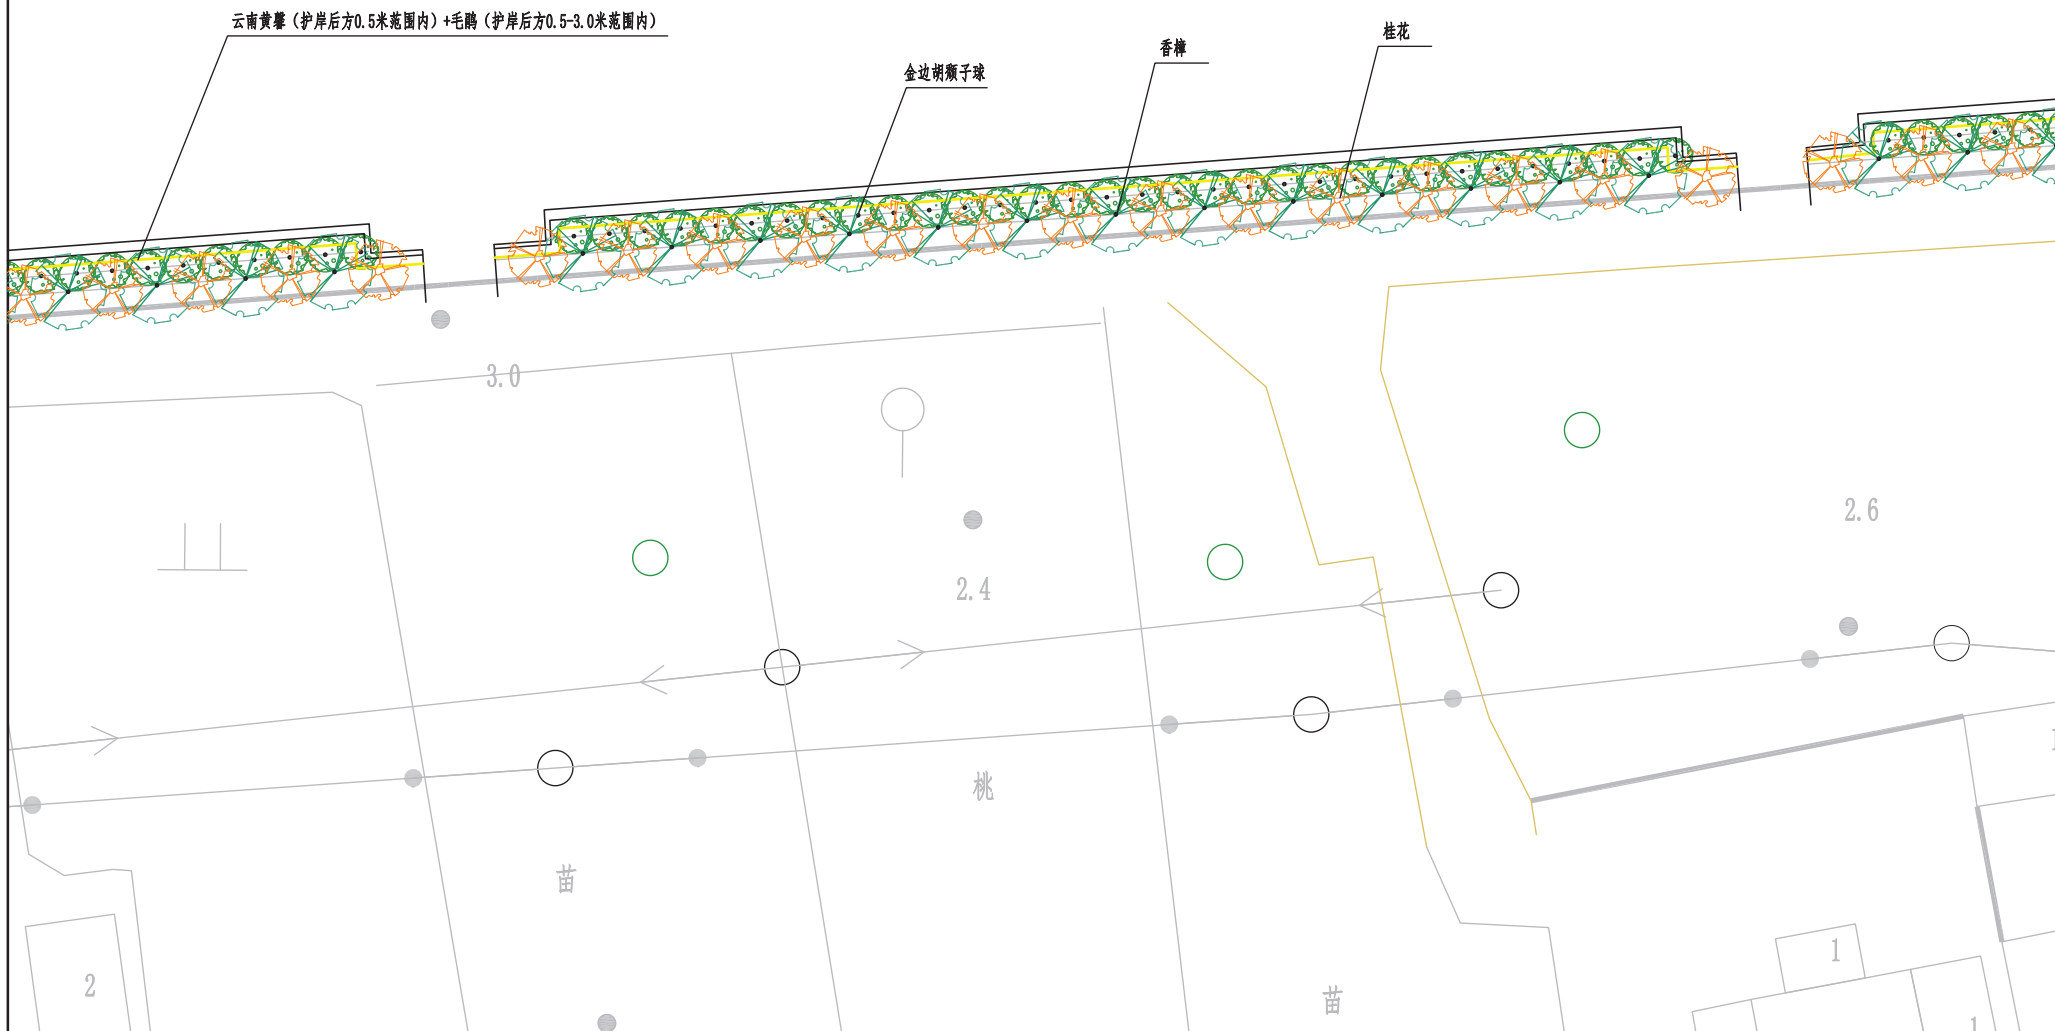 云南黄馨（护岸后方0.5米范围内）+毛鹃（护岸后方0.5-3.0米范围内）
桂花
香樟
金边胡颓子球
3.0
2.6
2.4
桃
苗
1
2
苗
1